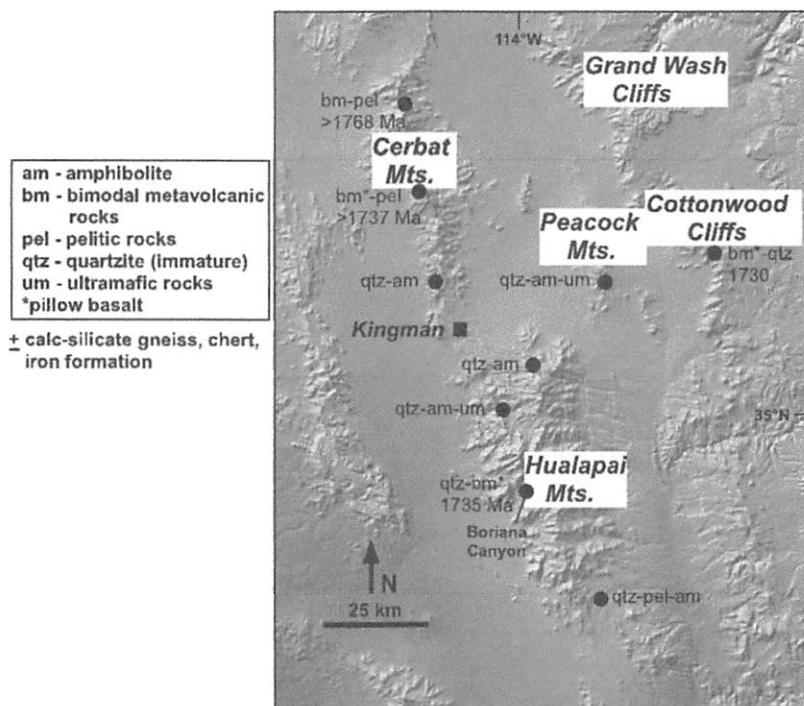 am - amphibolite
bm - bimodal metavolcanic
rocks
pel - pelitic rocks
qtz - quartzite (immature)
um - ultramafic rocks
*pillow basalt
± calc-silicate gneiss, chert,
iron formation
114°W
Grand Wash
Cliffs
bm-pel
>1768 Ma
Cerbat
Mts.
bm*-pel
>1737 Ma
Cottonwood
Cliffs
Peacock
Mts.
bm*-qtz
1730
qtz-am
qtz-am-um
Kingman
qtz-am
qtz-am-um
35°N
Hualapai
Mts.
qtz-bm*
1735 Ma
Boriana
Canyon
N
25 km
qtz-pel-am